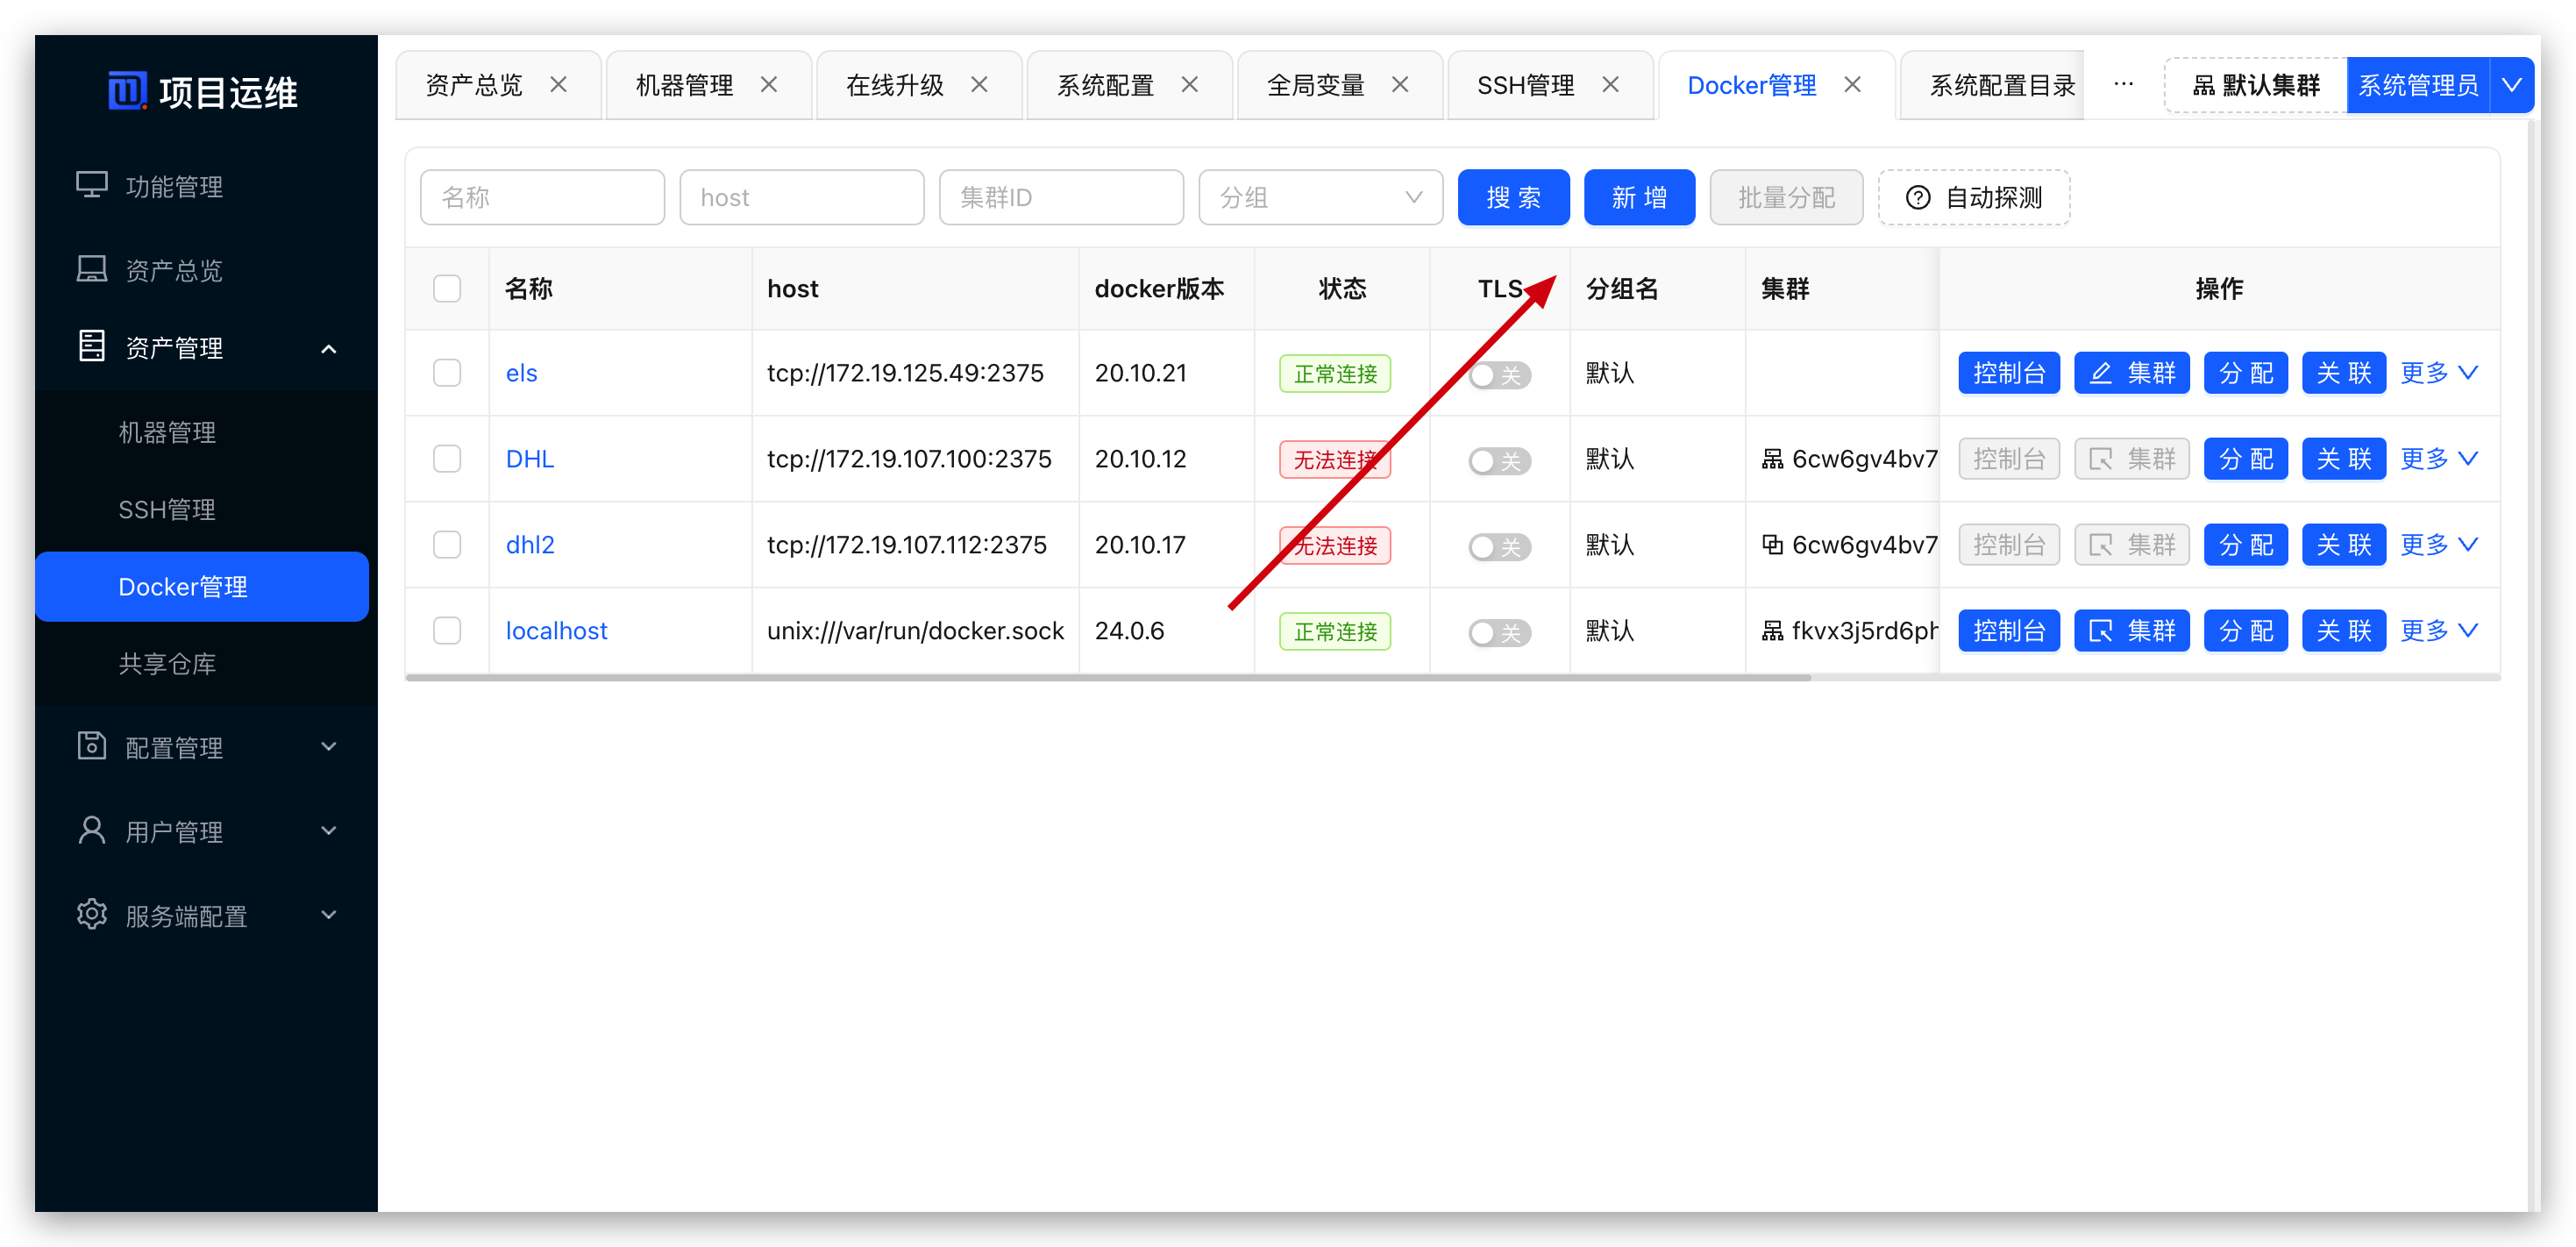 项目运维
功能管理
资产总览
资产管理
机器管理
SSH管理
Docker管理
共享仓库
配置管理
用户管理
服务端配置
资产总览 机器管理 在线升级 系统配置 全局变量 SSH管理 Docker管理 系统配置目录 ··· 默认集群 系统管理员
名称 host 集群ID 分组 搜 索 新 增 批量分配 自动探测
名称 host docker版本 状态 TLS 分组名 集群 操作
els tcp://172.19.125.49:2375 20.10.21 正常连接 关 默认 控制台 集群 分 配 关 联 更多
DHL tcp://172.19.107.100:2375 20.10.12 无法连接 关 默认 6cw6gv4bv7 控制台 集群 分 配 关 联 更多
dhl2 tcp://172.19.107.112:2375 20.10.17 无法连接 关 默认 6cw6gv4bv7 控制台 集群 分 配 关 联 更多
localhost unix:///var/run/docker.sock 24.0.6 正常连接 关 默认 fkvx3j5rd6ph 控制台 集群 分 配 关 联 更多